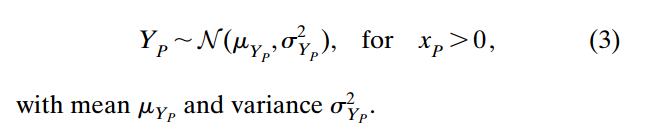 Y_P ~ 𝒩(μ_{Y_P}, σ²_{Y_P}), for x_P > 0, (3)
with mean μ_{Y_P} and variance σ²_{Y_P}.